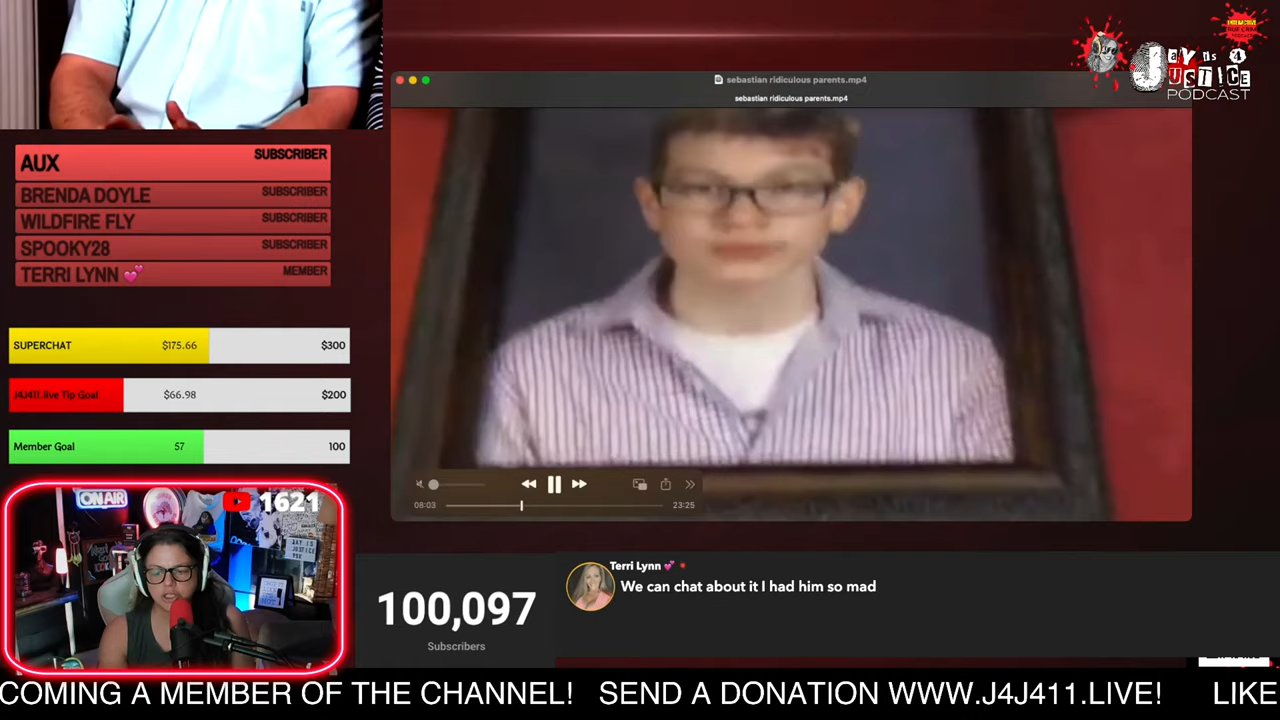 AUX SUBSCRIBER
BRENDA DOYLE SUBSCRIBER
WILDFIRE FLY SUBSCRIBER
SPOOKY28 SUBSCRIBER
TERRI LYNN 💕 MEMBER
SUPERCHAT $175.66 $300
J4J411.live Tip Goal $66.98 $200
Member Goal 57 100
ON AIR
1621
sebastian ridiculous parents.mp4
sebastian ridiculous parents.mp4
08:03 23:25
JAY IS 4
JUSTICE
PODCAST
100,097
Subscribers
Terri Lynn 💕
We can chat about it I had him so mad
COMING A MEMBER OF THE CHANNEL! SEND A DONATION WWW.J4J411.LIVE! LIKE